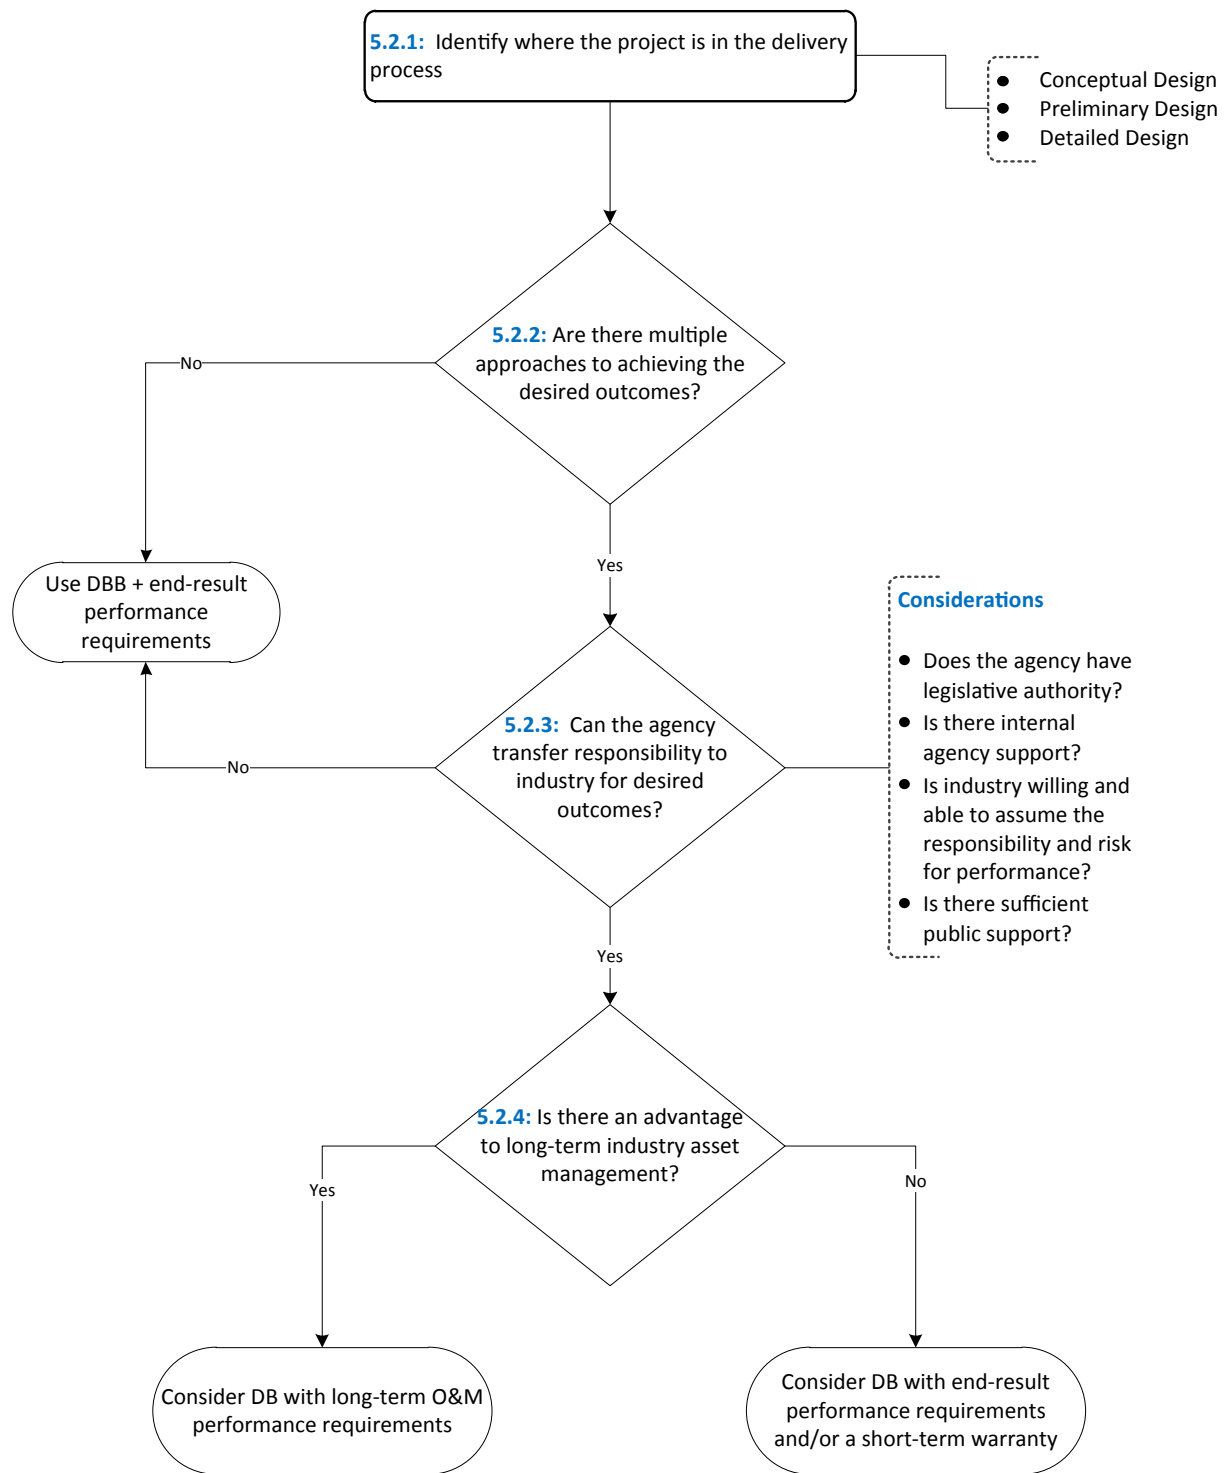 5.2.1: Identify where the project is in the delivery
process
● Conceptual Design
● Preliminary Design
● Detailed Design
5.2.2: Are there multiple
approaches to achieving the
desired outcomes?
No
Yes
Use DBB + end-result
performance
requirements
5.2.3: Can the agency
transfer responsibility to
industry for desired
outcomes?
No
Yes
Considerations
● Does the agency have
legislative authority?
● Is there internal
agency support?
● Is industry willing and
able to assume the
responsibility and risk
for performance?
● Is there sufficient
public support?
5.2.4: Is there an advantage
to long-term industry asset
management?
Yes
No
Consider DB with long-term O&M
performance requirements
Consider DB with end-result
performance requirements
and/or a short-term warranty